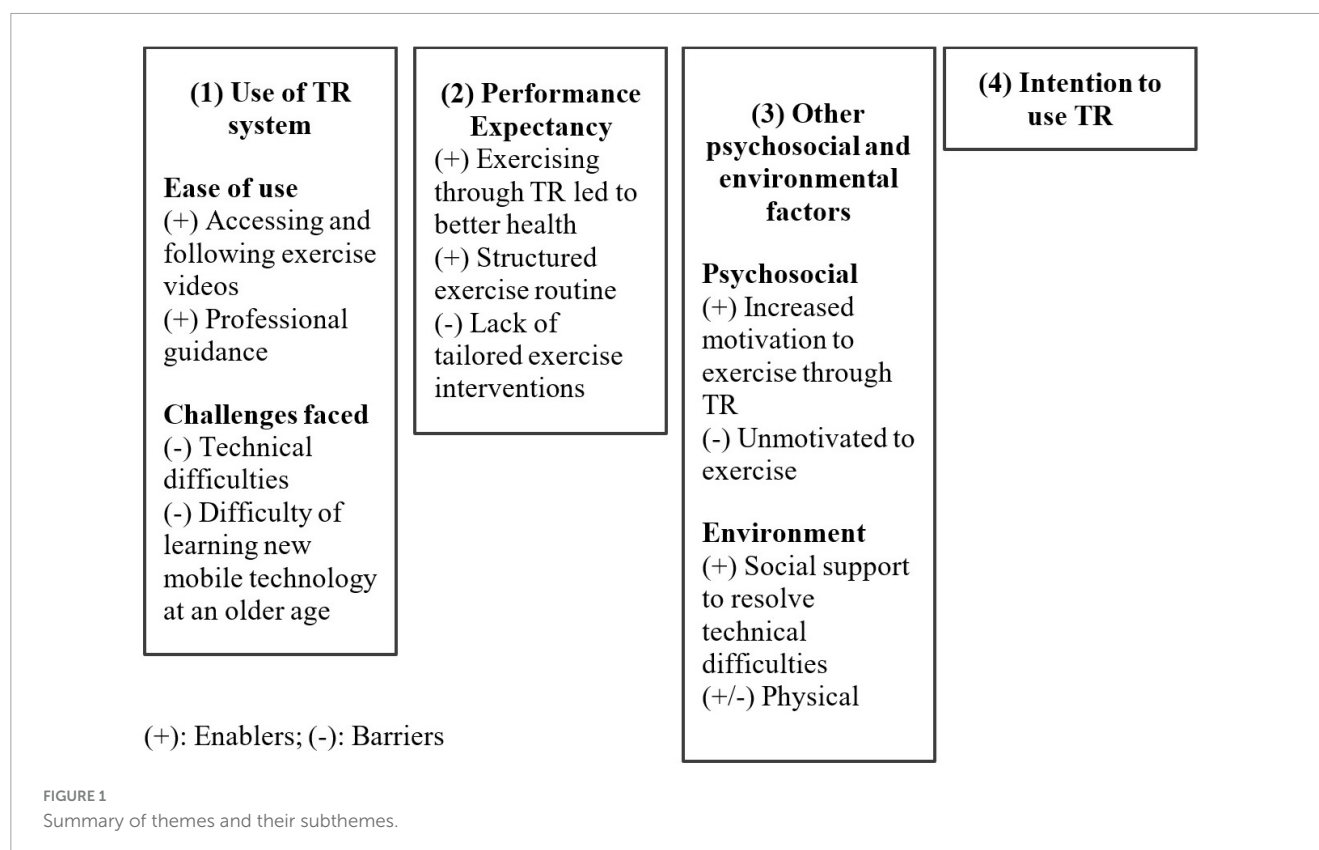 (1) Use of TR
system
Ease of use
(+) Accessing and
following exercise
videos
(+) Professional
guidance
Challenges faced
(-) Technical
difficulties
(-) Difficulty of
learning new
mobile technology
at an older age
(2) Performance
Expectancy
(+) Exercising
through TR led to
better health
(+) Structured
exercise routine
(-) Lack of
tailored exercise
interventions
(3) Other
psychosocial and
environmental
factors
Psychosocial
(+) Increased
motivation to
exercise through
TR
(-) Unmotivated to
exercise
Environment
(+) Social support
to resolve
technical
difficulties
(+/-) Physical
(4) Intention to
use TR
(+): Enablers; (-): Barriers
FIGURE 1
Summary of themes and their subthemes.